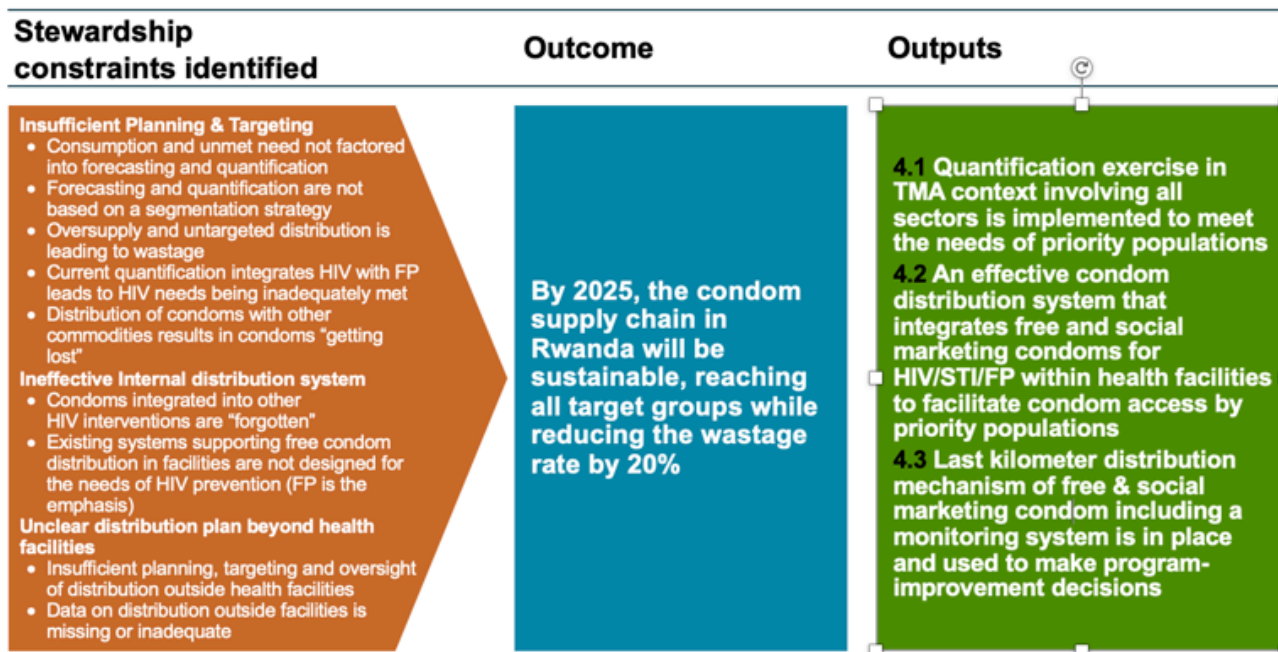 Stewardship
constraints identified
Outcome
Outputs
Insufficient Planning & Targeting
• Consumption and unmet need not factored
into forecasting and quantification
• Forecasting and quantification are not
based on a segmentation strategy
• Oversupply and untargeted distribution is
leading to wastage
• Current quantification integrates HIV with FP
leads to HIV needs being inadequately met
• Distribution of condoms with other
commodities results in condoms “getting
lost”
Ineffective Internal distribution system
• Condoms integrated into other
HIV interventions are “forgotten”
• Existing systems supporting free condom
distribution in facilities are not designed for
the needs of HIV prevention (FP is the
emphasis)
Unclear distribution plan beyond health
facilities
• Insufficient planning, targeting and oversight
of distribution outside health facilities
• Data on distribution outside facilities is
missing or inadequate
By 2025, the condom
supply chain in
Rwanda will be
sustainable, reaching
all target groups while
reducing the wastage
rate by 20%
4.1 Quantification exercise in
TMA context involving all
sectors is implemented to meet
the needs of priority populations
4.2 An effective condom
distribution system that
integrates free and social
marketing condoms for
HIV/STI/FP within health facilities
to facilitate condom access by
priority populations
4.3 Last kilometer distribution
mechanism of free & social
marketing condom including a
monitoring system is in place
and used to make program-
improvement decisions